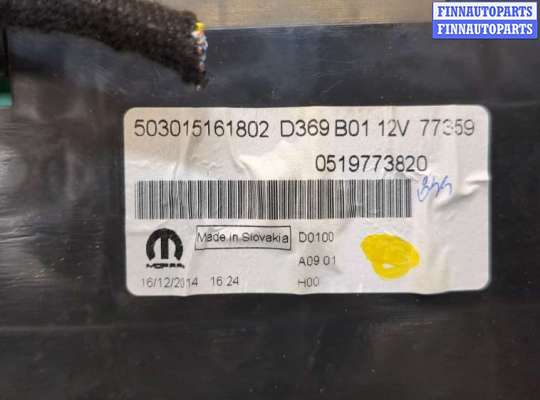 FINNAUTOPARTS
FINNAUTOPARTS
503015161802 D369 B01 12V 77359
0519773820
Made in Slovakia
D0100
MOPAR
A09 01
16/12/2014 16:24
H00